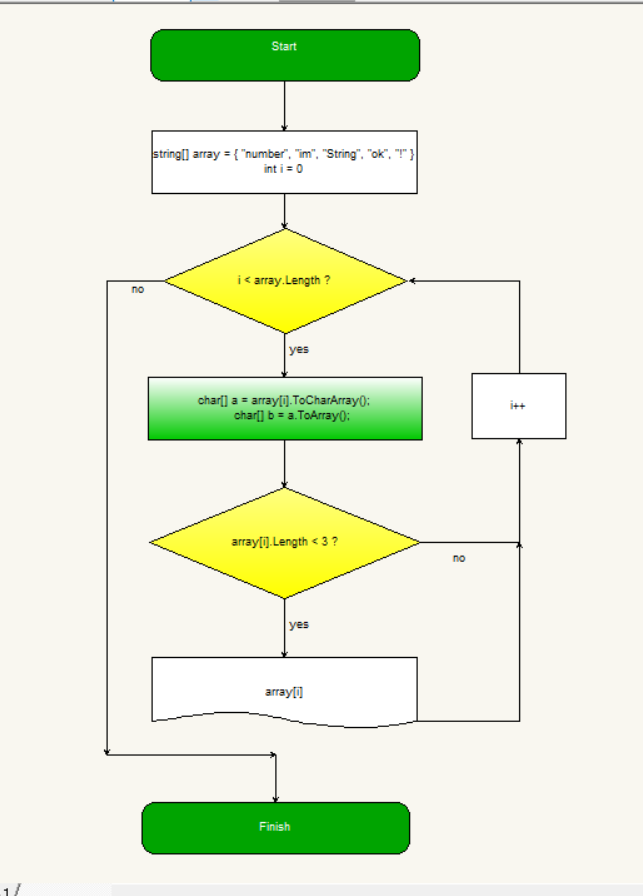 Start
string[] array = { "number", "im", "String", "ok", "!" }
int i = 0
i < array.Length ?
no
yes
char[] a = array[i].ToCharArray();
char[] b = a.ToArray();
i++
array[i].Length < 3 ?
no
yes
array[i]
Finish
1/